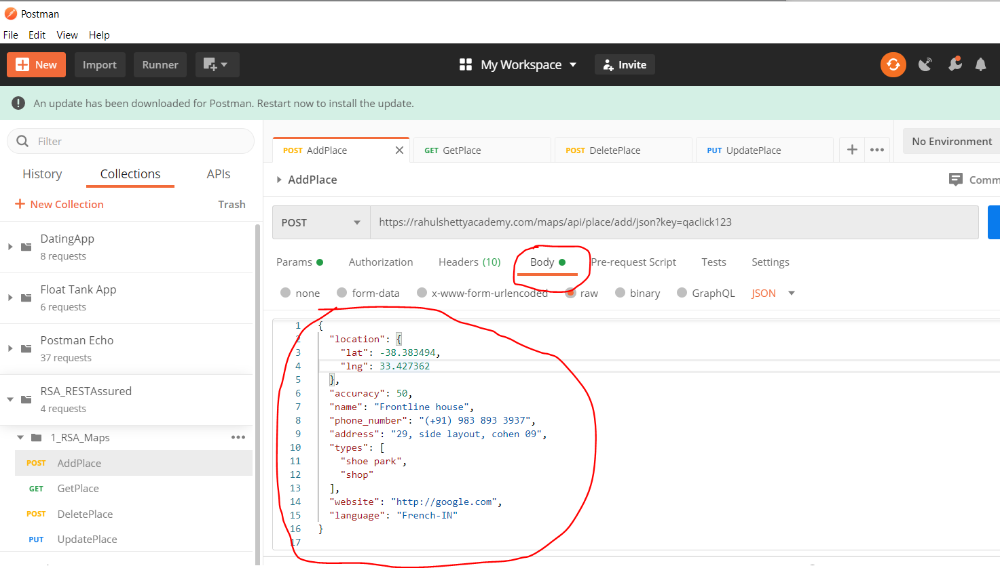 Postman
File Edit View Help
New Import Runner My Workspace Invite
An update has been downloaded for Postman. Restart now to install the update.
Filter
History Collections APIs
New Collection Trash
DatingApp
8 requests
Float Tank App
6 requests
Postman Echo
37 requests
RSA_RESTAssured
4 requests
1_RSA_Maps
POST AddPlace
GET GetPlace
POST DeletePlace
PUT UpdatePlace
POST AddPlace GET GetPlace POST DeletePlace PUT UpdatePlace No Environment
AddPlace Comm
POST https://rahulshettyacademy.com/maps/api/place/add/json?key=qaclick123
Params Authorization Headers (10) Body Pre-request Script Tests Settings
none form-data x-www-form-urlencoded raw binary GraphQL JSON
1 {
2 "location": {
3 "lat": -38.383494,
4 "lng": 33.427362
5 },
6 "accuracy": 50,
7 "name": "Frontline house",
8 "phone_number": "(+91) 983 893 3937",
9 "address": "29, side layout, cohen 09",
10 "types": [
11 "shoe park",
12 "shop"
13 ],
14 "website": "http://google.com",
15 "language": "French-IN"
16 }
17